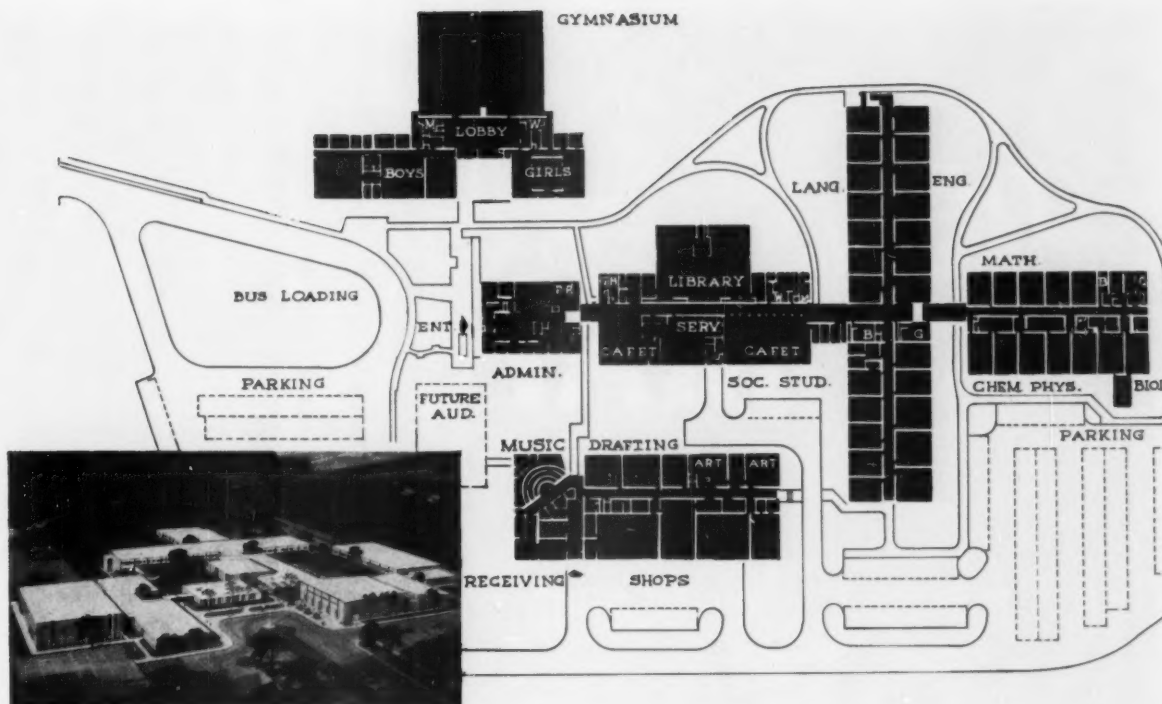 GYMNASIUM
M
LOBBY
W
BOYS
GIRLS
LANG.
ENG.
MATH.
LIBRARY
BUS LOADING
ENT.
SERV.
B
G
CAFET
CAFET
ADMIN.
SOC. STUD.
CHEM. PHYS.
BIOL
PARKING
FUTURE
AUD.
MUSIC
DRAFTING
PARKING
ART
ART
RECEIVING
SHOPS